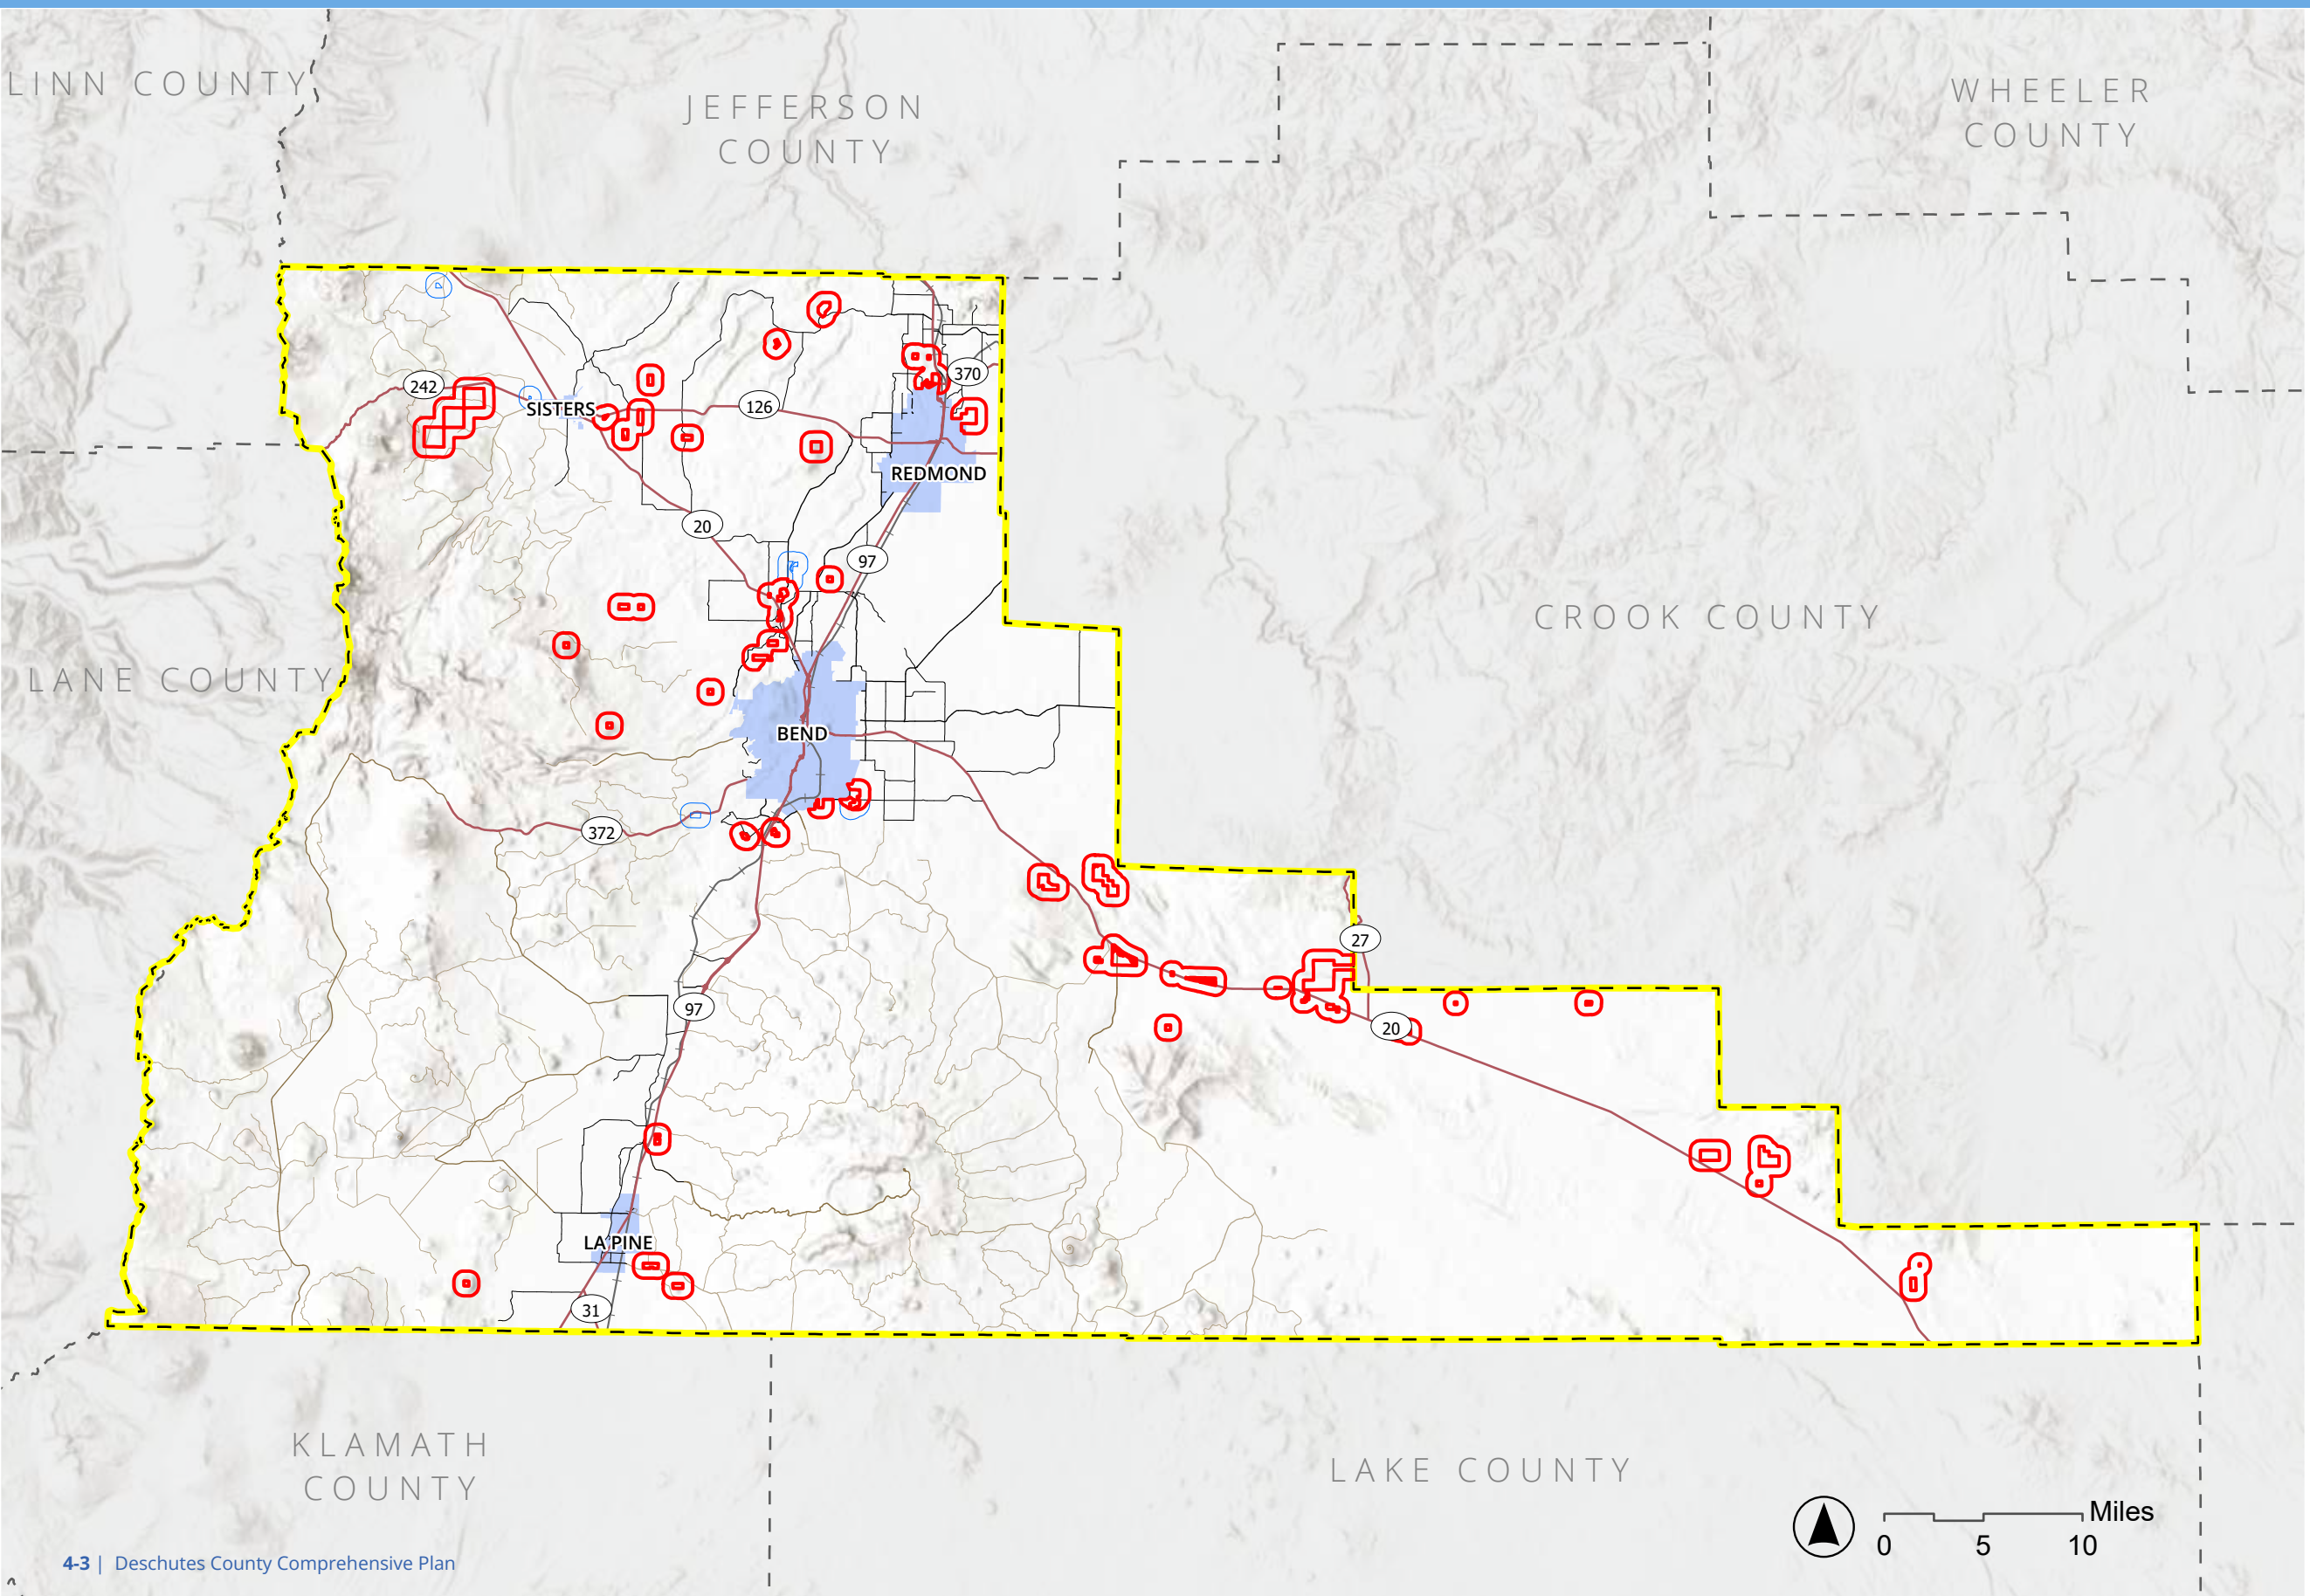 LINN COUNTY
JEFFERSON
COUNTY
WHEELER
COUNTY
242
SISTERS
126
370
REDMOND
20
97
CROOK COUNTY
LANE COUNTY
BEND
372
27
97
20
LA PINE
31
KLAMATH
COUNTY
LAKE COUNTY
Miles
0 5 10
4-3 | Deschutes County Comprehensive Plan